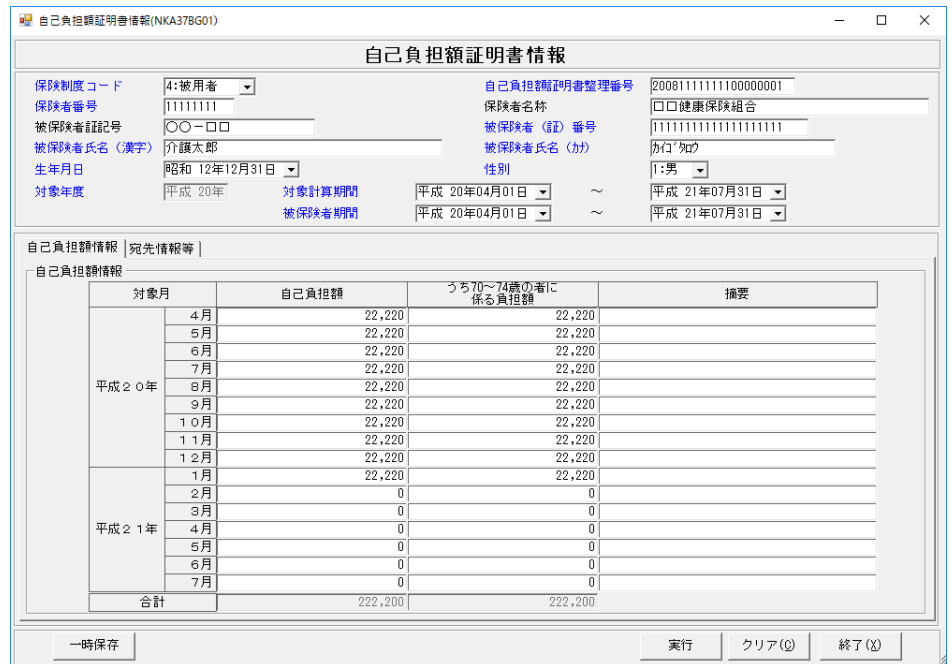 自己負担額証明書情報(NKA37BG01)
自己負担額証明書情報
保険制度コード 4:被用者 自己負担額証明書整理番号 20081111111100000001
保険者番号 11111111 保険者名称 口口健康保険組合
被保険者証記号 〇〇－口口 被保険者（証）番号 11111111111111111111
被保険者氏名（漢字） 介護太郎 被保険者氏名（ｶﾅ） ｶｲｺﾞﾀﾛｳ
生年月日 昭和 12年12月31日 性別 1:男
対象年度 平成 20年 対象計算期間 平成 20年04月01日 ～ 平成 21年07月31日
被保険者期間 平成 20年04月01日 ～ 平成 21年07月31日
自己負担額情報 宛先情報等
自己負担額情報
対象月 自己負担額 うち70～74歳の者に 摘要
係る負担額
4月 22,220 22,220
5月 22,220 22,220
6月 22,220 22,220
7月 22,220 22,220
平成２０年 8月 22,220 22,220
9月 22,220 22,220
１０月 22,220 22,220
１１月 22,220 22,220
１２月 22,220 22,220
1月 22,220 22,220
2月 0 0
3月 0 0
平成２１年 4月 0 0
5月 0 0
6月 0 0
7月 0 0
合計 222,200 222,200
一時保存 実行 クリア(C) 終了(X)